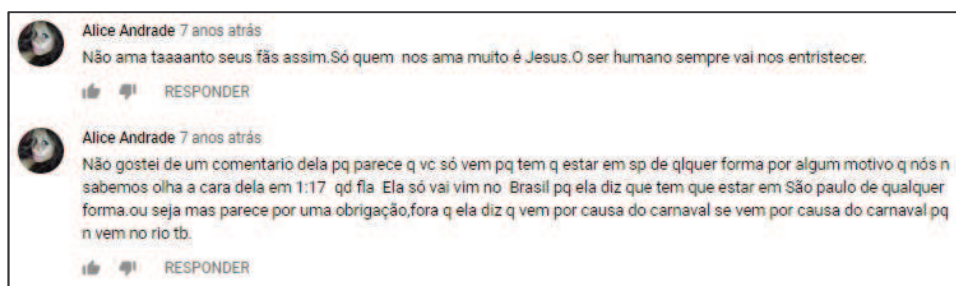 Alice Andrade 7 anos atrás
Não ama taaaanto seus fãs assim.Só quem nos ama muito é Jesus.O ser humano sempre vai nos entristecer.
RESPONDER
Alice Andrade 7 anos atrás
Não gostei de um comentario dela pq parece q vc só vem pq tem q estar em sp de qlquer forma por algum motivo q nós n
sabemos olha a cara dela em 1:17 qd fla Ela só vai vim no Brasil pq ela diz que tem que estar em São paulo de qualquer
forma.ou seja mas parece por uma obrigação,fora q ela diz q vem por causa do carnaval se vem por causa do carnaval pq
n vem no rio tb.
RESPONDER